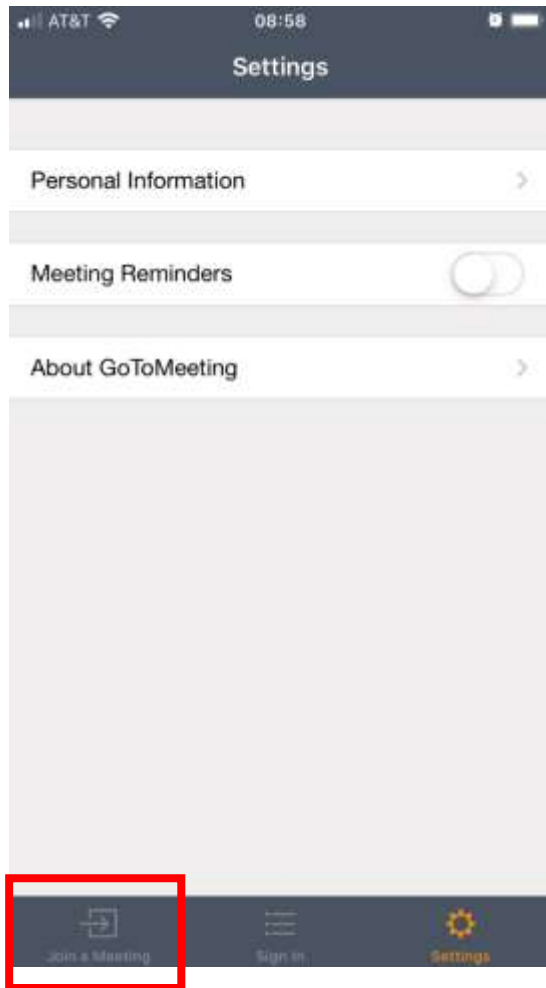 AT&T 08:58
Settings
Personal Information
Meeting Reminders
About GoToMeeting
Join a Meeting Sign In Settings